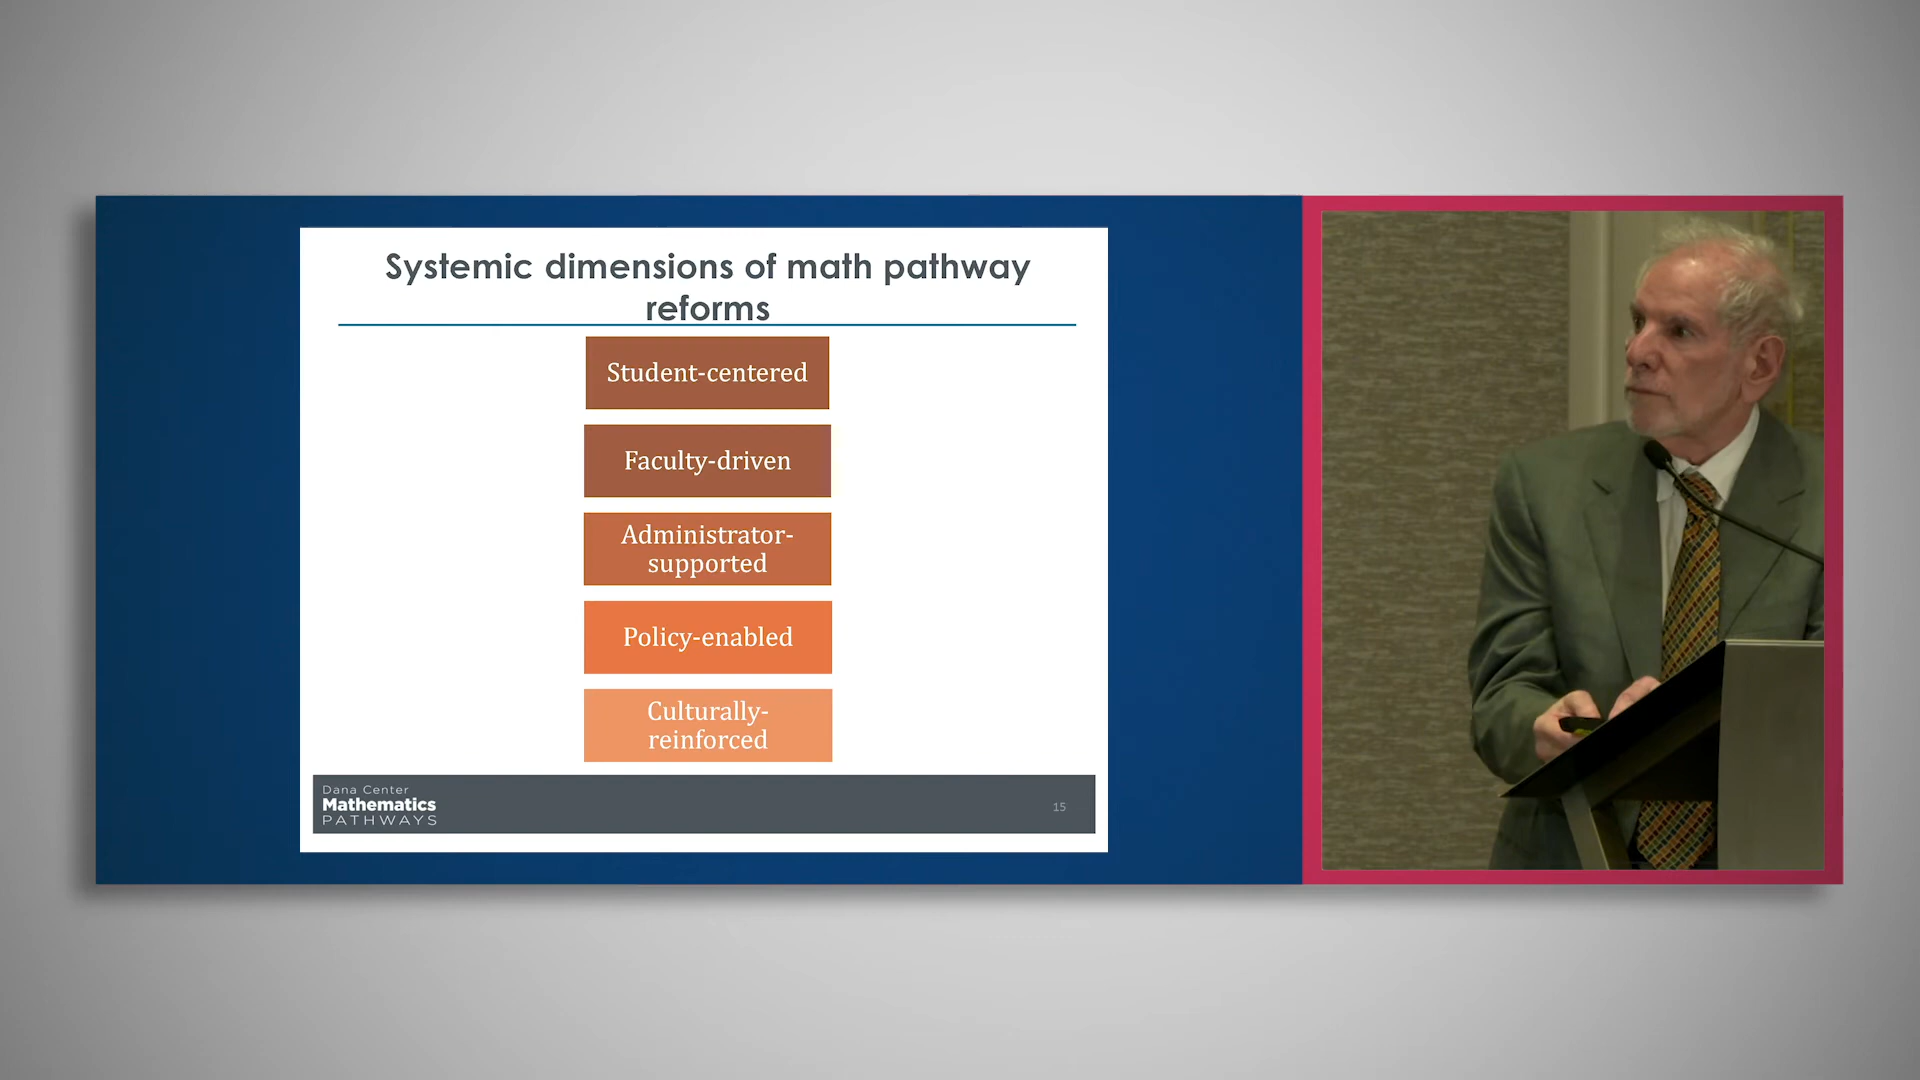 Systemic dimensions of math pathway
reforms
Student-centered
Faculty-driven
Administrator-
supported
Policy-enabled
Culturally-
reinforced
Dana Center
Mathematics
PATHWAYS
15